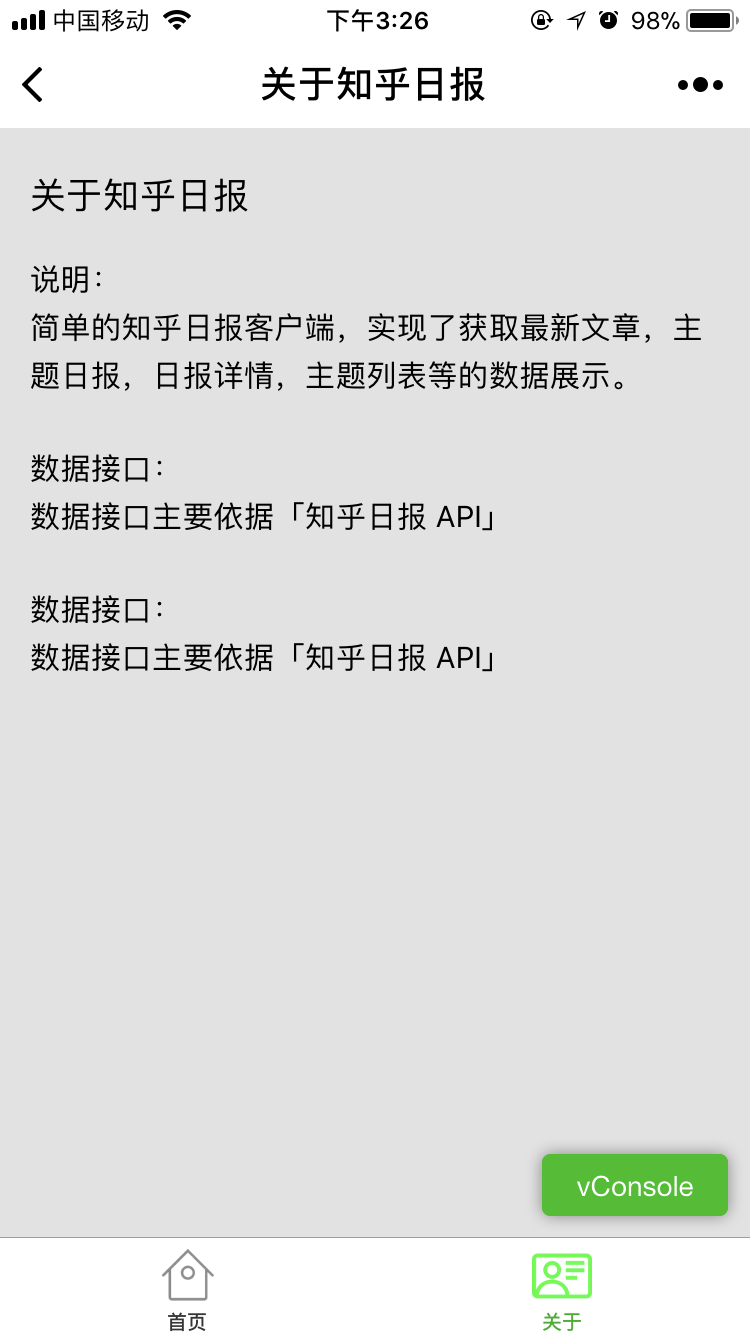 中国移动 下午3:26 98%
关于知乎日报
关于知乎日报
说明：
简单的知乎日报客户端，实现了获取最新文章，主
题日报，日报详情，主题列表等的数据展示。
数据接口：
数据接口主要依据「知乎日报 API」
数据接口：
数据接口主要依据「知乎日报 API」
vConsole
首页 关于